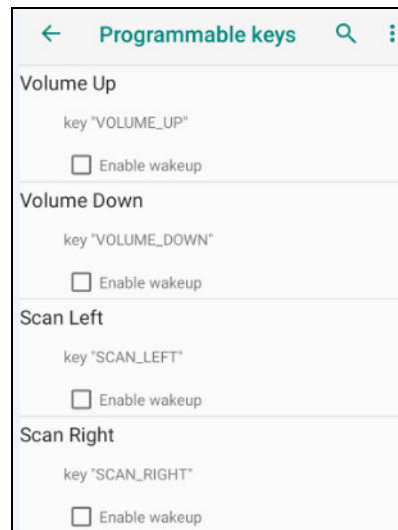 Programmable keys
Volume Up
key "VOLUME_UP"
Enable wakeup
Volume Down
key "VOLUME_DOWN"
Enable wakeup
Scan Left
key "SCAN_LEFT"
Enable wakeup
Scan Right
key "SCAN_RIGHT"
Enable wakeup